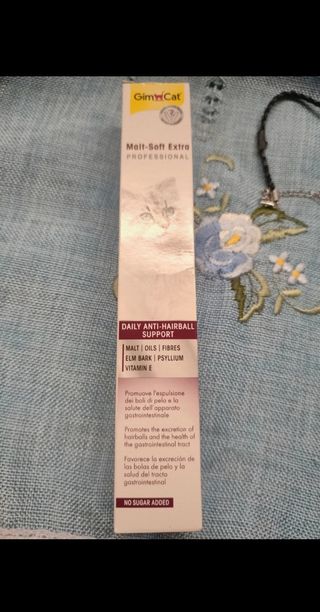 GimCat
Malt-Soft Extra
PROFESSIONAL
DAILY ANTI-HAIRBALL
SUPPORT
MALT | OILS | FIBRES
ELM BARK | PSYLLIUM
VITAMIN E
Promuove l'espulsione
dei boli di pelo e la
salute dell'apparato
gastrointestinale
Promotes the excretion of
hairballs and the health of
the gastrointestinal tract
Favorece la excreción de
las bolas de pelo y la
salud del tracto
gastrointestinal
NO SUGAR ADDED